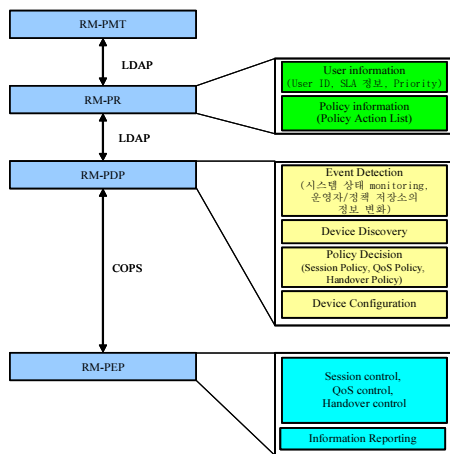 RM-PMT
LDAP
RM-PR
User information
(User ID, SLA 정보, Priority)
Policy information
(Policy Action List)
LDAP
RM-PDP
Event Detection
(시스템 상태 monitoring,
운영자/정책 저장소의
정보 변화)
Device Discovery
Policy Decision
(Session Policy, QoS Policy,
Handover Policy)
Device Configuration
COPS
RM-PEP
Session control,
QoS control,
Handover control
Information Reporting